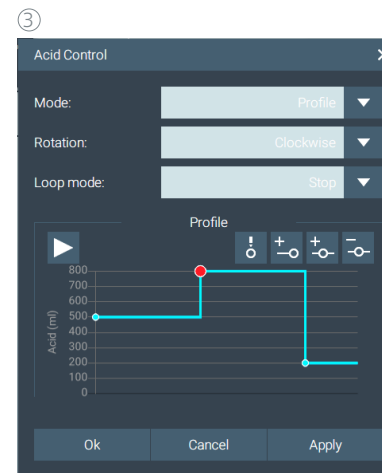 ③
Acid Control
Mode: Profile
Rotation: Clockwise
Loop mode: Stop
Profile
800
700
600
500
400
300
200
100
0
Acid (ml)
Ok Cancel Apply